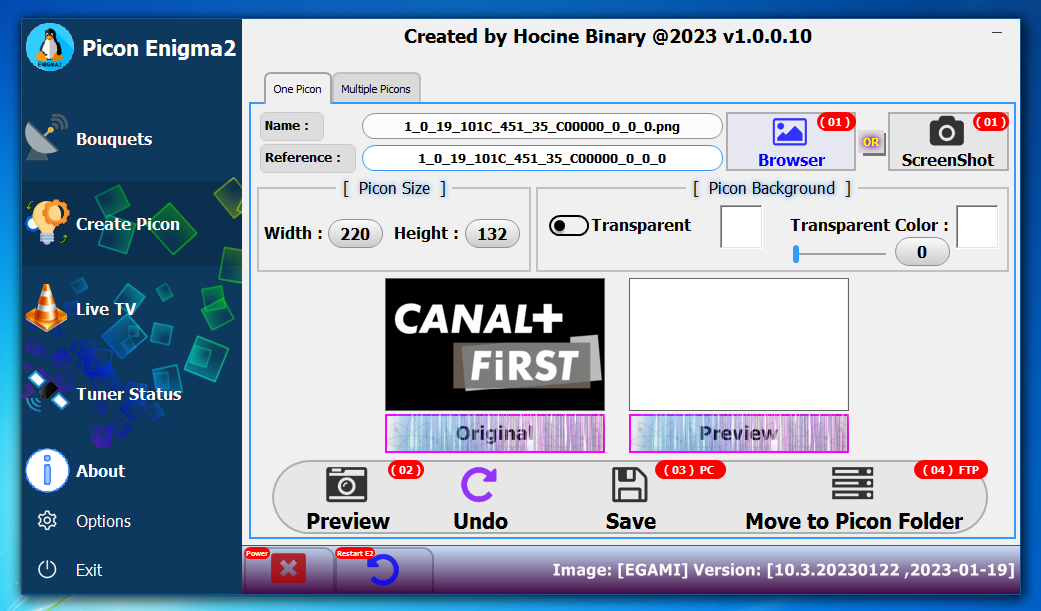 ENIGMA2
Picon Enigma2
Created by Hocine Binary @2023 v1.0.0.10
One Picon
Multiple Picons
Name :
1_0_19_101C_451_35_C00000_0_0_0.png
Reference :
1_0_19_101C_451_35_C00000_0_0_0
( 01 )
Browser
OR
( 01 )
ScreenShot
Bouquets
Create Picon
Live TV
Tuner Status
About
Options
Exit
[ Picon Size ]
Width :
220
Height :
132
[ Picon Background ]
Transparent
Transparent Color :
0
CANAL+
FiRST
Original
Preview
( 02 )
Preview
Undo
( 03 ) PC
Save
( 04 ) FTP
Move to Picon Folder
Power
Restart E2
Image: [EGAMI] Version: [10.3.20230122 ,2023-01-19]